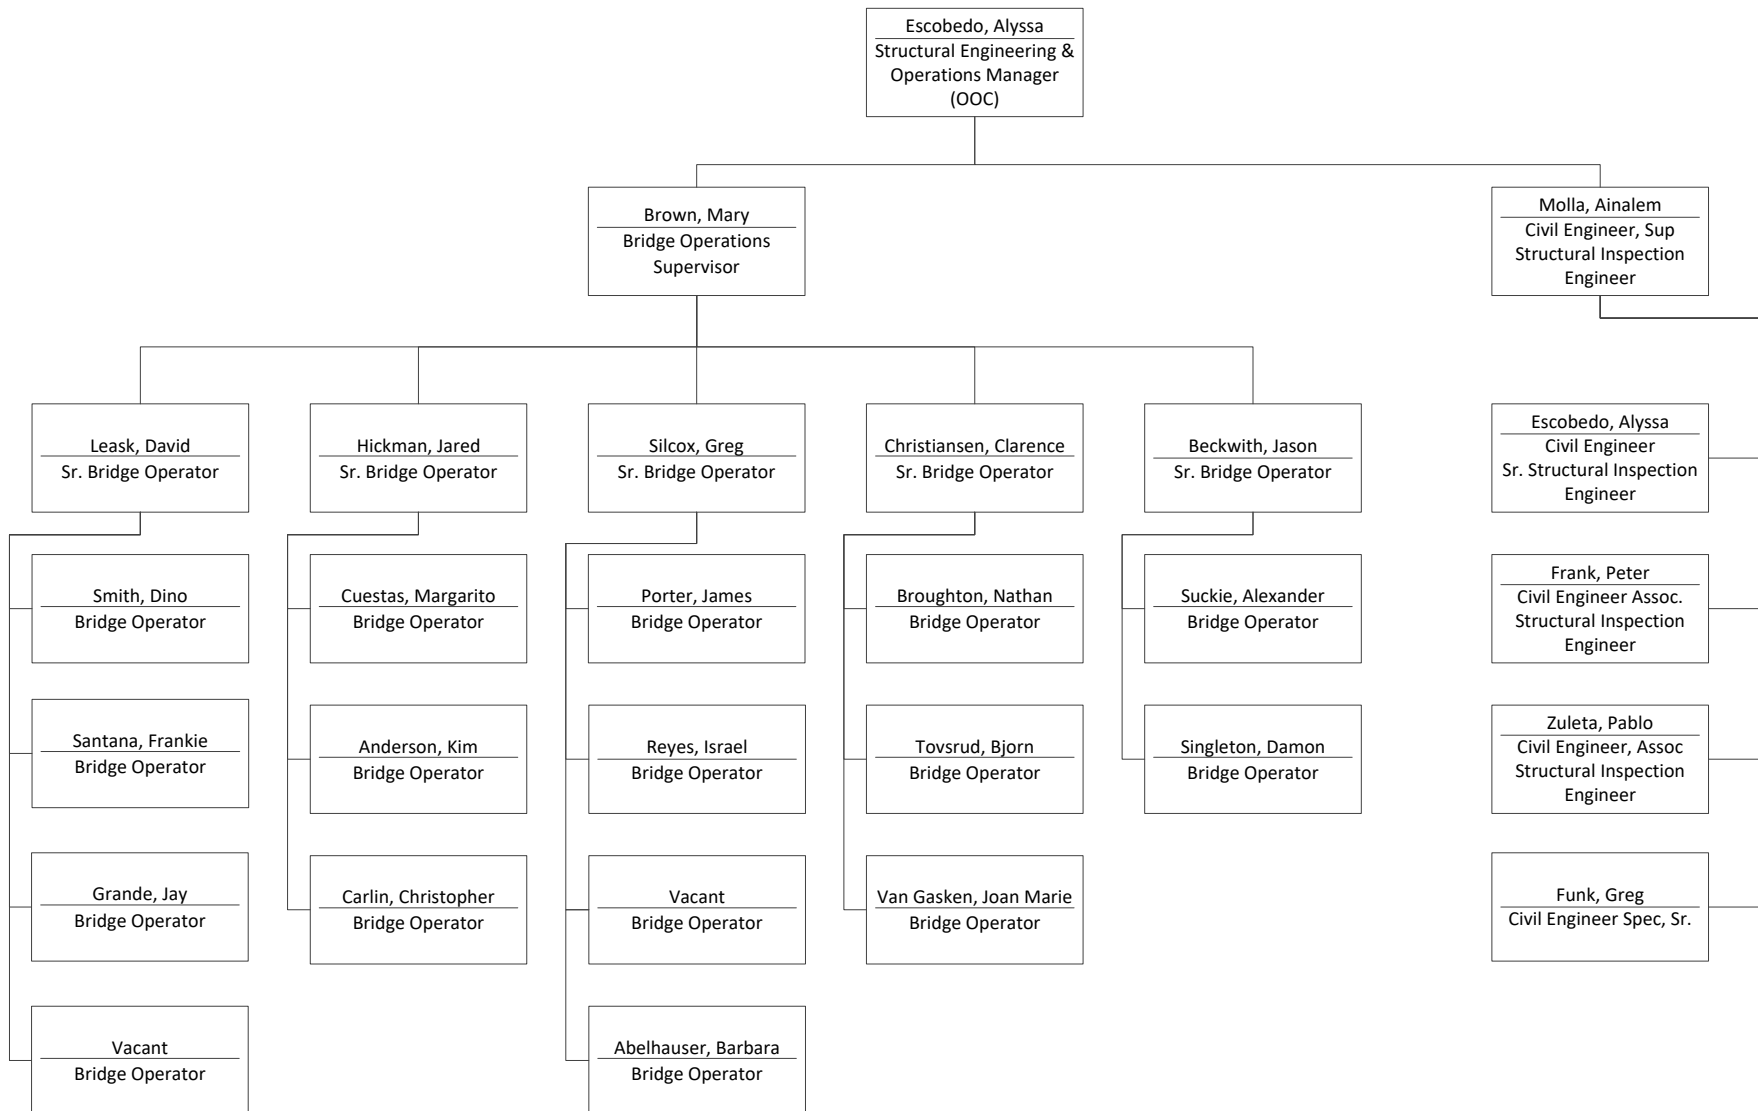 Escobedo, Alyssa
Structural Engineering &
Operations Manager
(OOC)
Brown, Mary
Bridge Operations
Supervisor
Molla, Ainalem
Civil Engineer, Sup
Structural Inspection
Engineer
Leask, David
Sr. Bridge Operator
Hickman, Jared
Sr. Bridge Operator
Silcox, Greg
Sr. Bridge Operator
Christiansen, Clarence
Sr. Bridge Operator
Beckwith, Jason
Sr. Bridge Operator
Escobedo, Alyssa
Civil Engineer
Sr. Structural Inspection
Engineer
Smith, Dino
Bridge Operator
Cuestas, Margarito
Bridge Operator
Porter, James
Bridge Operator
Broughton, Nathan
Bridge Operator
Suckie, Alexander
Bridge Operator
Frank, Peter
Civil Engineer Assoc.
Structural Inspection
Engineer
Santana, Frankie
Bridge Operator
Anderson, Kim
Bridge Operator
Reyes, Israel
Bridge Operator
Tovsrud, Bjorn
Bridge Operator
Singleton, Damon
Bridge Operator
Zuleta, Pablo
Civil Engineer, Assoc
Structural Inspection
Engineer
Grande, Jay
Bridge Operator
Carlin, Christopher
Bridge Operator
Vacant
Bridge Operator
Van Gasken, Joan Marie
Bridge Operator
Funk, Greg
Civil Engineer Spec, Sr.
Vacant
Bridge Operator
Abelhauser, Barbara
Bridge Operator